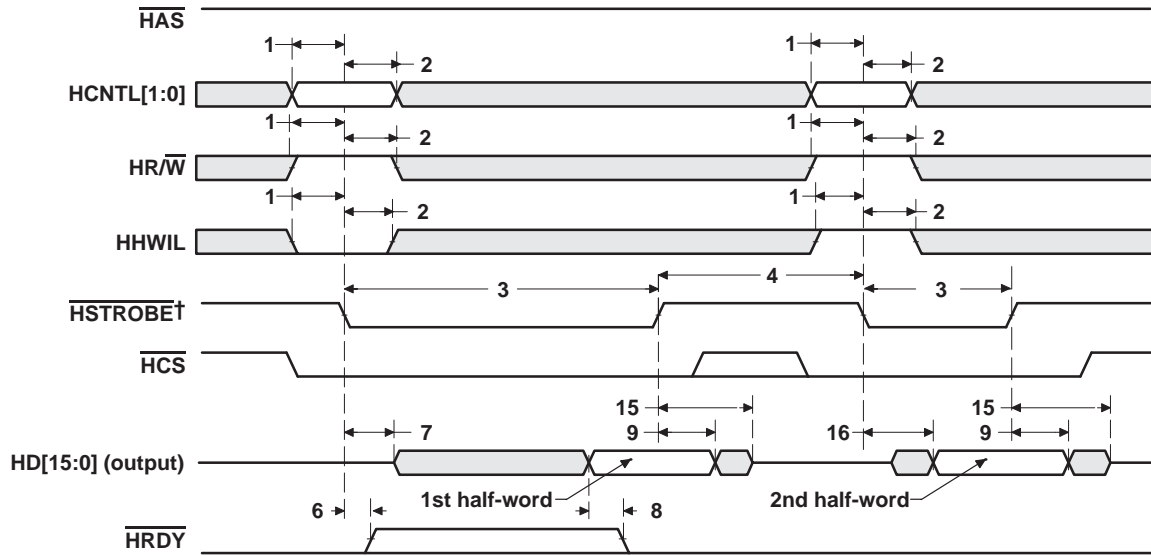 HAS
1
1
2
2
HCNTL[1:0]
1
1
2
2
HR/W
1
1
2
2
HHWIL
4
3
3
HSTROBE†
HCS
15
15
7
9
16
9
HD[15:0] (output)
1st half-word
2nd half-word
6
8
HRDY